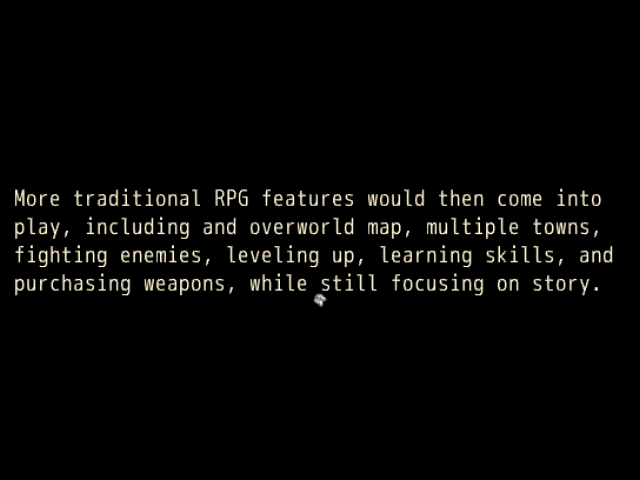 More traditional RPG features would then come into
play, including and overworld map, multiple towns,
fighting enemies, leveling up, learning skills, and
purchasing weapons, while still focusing on story.